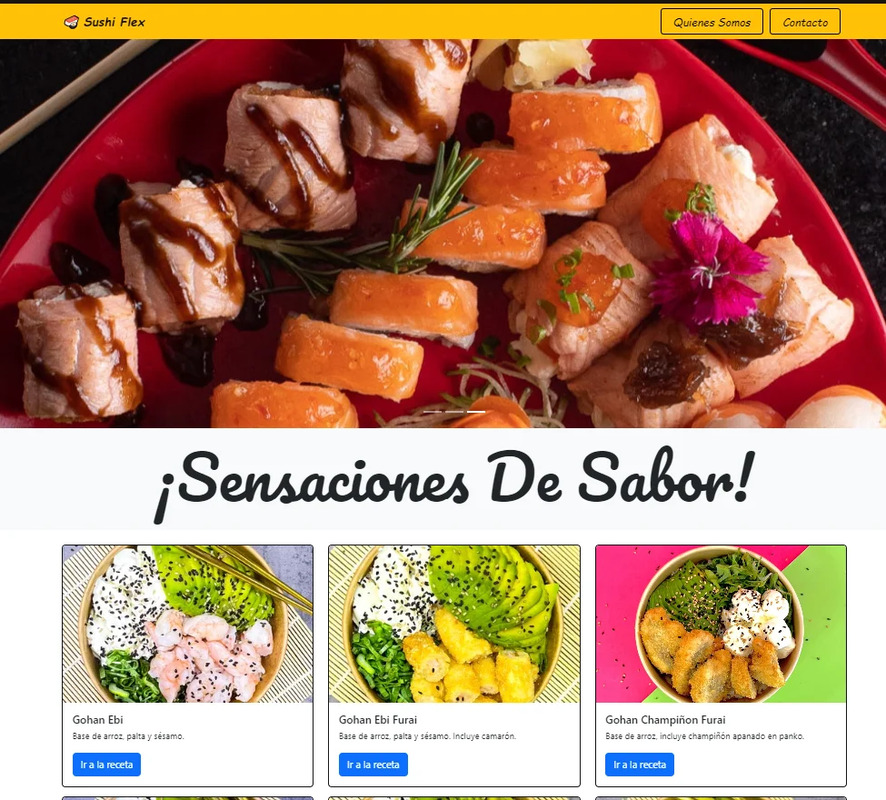 Sushi Flex
Quienes Somos
Contacto
¡Sensaciones De Sabor!
Gohan Ebi
Base de arroz, palta y sésamo.
Ir a la receta
Gohan Ebi Furai
Base de arroz, palta y sésamo. Incluye camarón.
Ir a la receta
Gohan Champiñon Furai
Base de arroz, incluye champiñón apanado en panko.
Ir a la receta